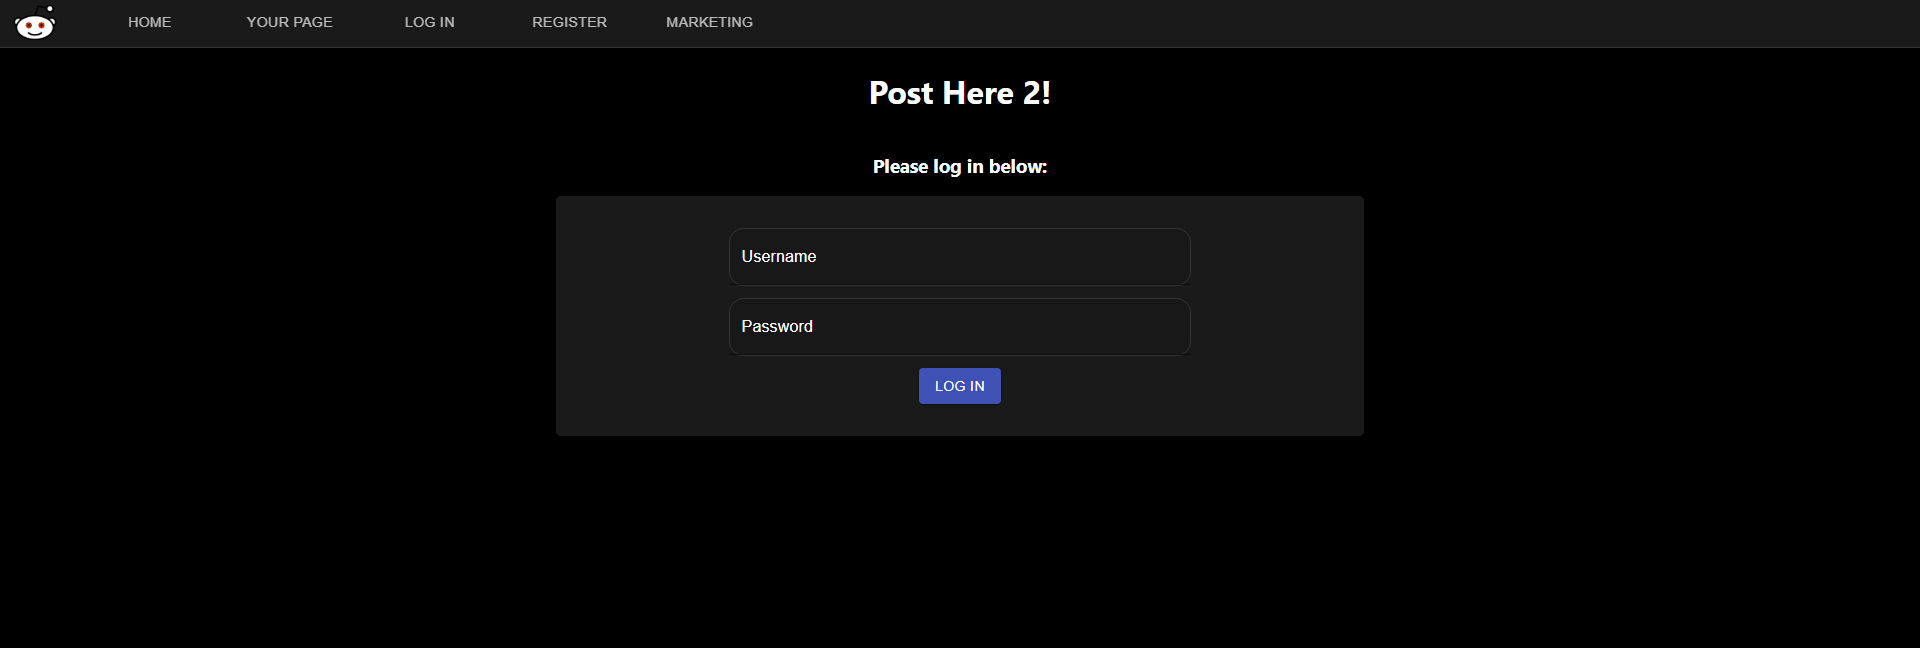 HOME YOUR PAGE LOG IN REGISTER MARKETING
Post Here 2!
Please log in below:
Username
Password
LOG IN